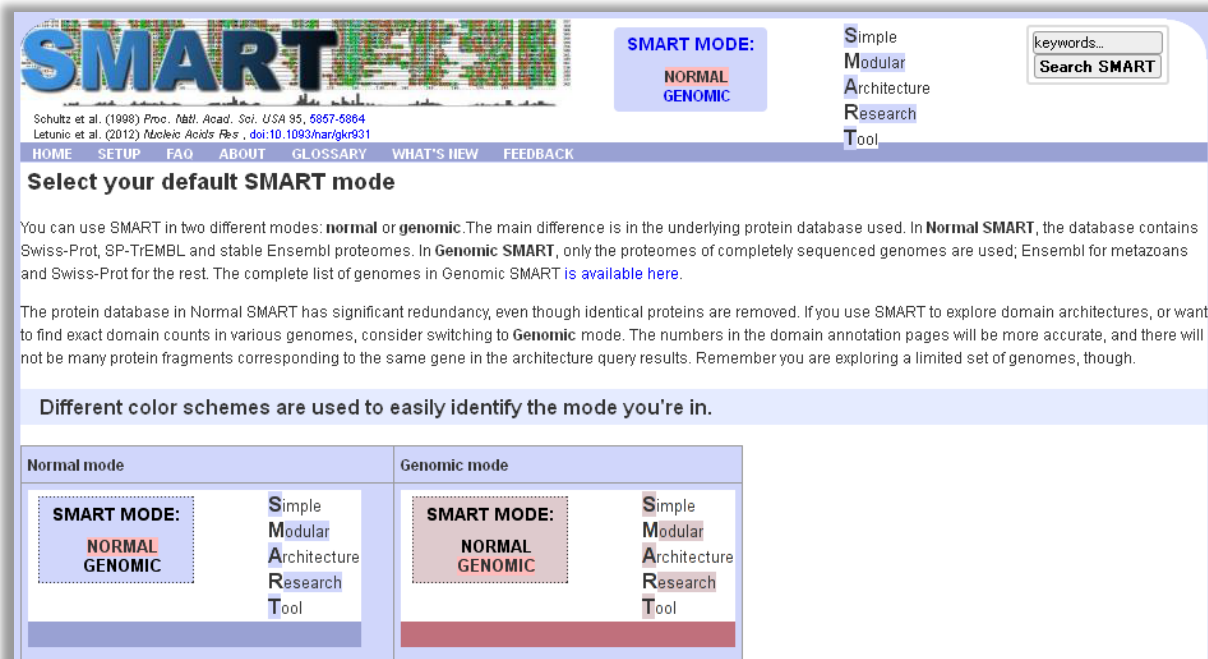 SMART
SMART MODE:
NORMAL
GENOMIC
Simple
Modular
Architecture
Research
Tool
keywords...
Search SMART
Schultz et al. (1998) Proc. Natl. Acad. Sci. USA 95, 5857-5864
Letunic et al. (2012) Nucleic Acids Res , doi:10.1093/nar/gkr931
HOME SETUP FAQ ABOUT GLOSSARY WHAT'S NEW FEEDBACK
Select your default SMART mode
You can use SMART in two different modes: normal or genomic.The main difference is in the underlying protein database used. In Normal SMART, the database contains
Swiss-Prot, SP-TrEMBL and stable Ensembl proteomes. In Genomic SMART, only the proteomes of completely sequenced genomes are used; Ensembl for metazoans
and Swiss-Prot for the rest. The complete list of genomes in Genomic SMART is available here.
The protein database in Normal SMART has significant redundancy, even though identical proteins are removed. If you use SMART to explore domain architectures, or want
to find exact domain counts in various genomes, consider switching to Genomic mode. The numbers in the domain annotation pages will be more accurate, and there will
not be many protein fragments corresponding to the same gene in the architecture query results. Remember you are exploring a limited set of genomes, though.
Different color schemes are used to easily identify the mode you're in.
Normal mode
Genomic mode
SMART MODE:
NORMAL
GENOMIC
Simple
Modular
Architecture
Research
Tool
SMART MODE:
NORMAL
GENOMIC
Simple
Modular
Architecture
Research
Tool